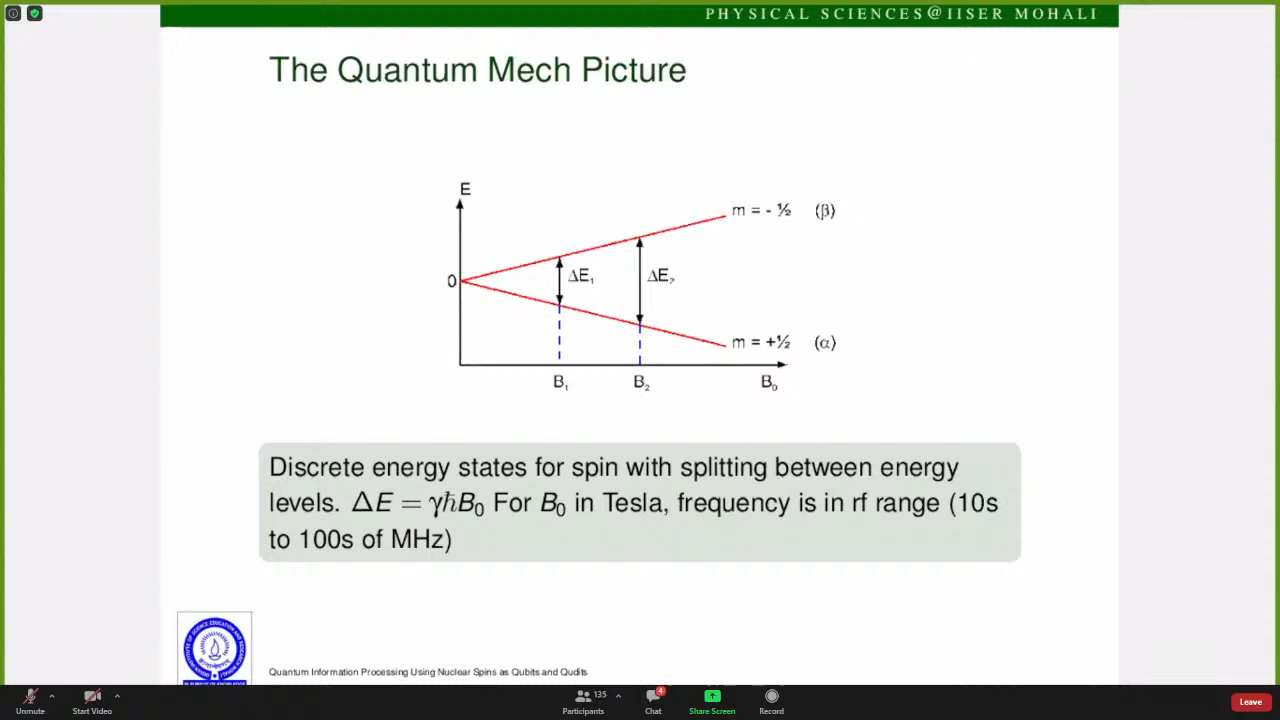 PHYSICAL SCIENCES@IISER MOHALI
The Quantum Mech Picture
E
m = - ½ (β)
0
ΔE₁
ΔE₂
m = +½ (α)
B₁
B₂
B₀
Discrete energy states for spin with splitting between energy
levels. ΔE = γℏB₀ For B₀ in Tesla, frequency is in rf range (10s
to 100s of MHz)
Quantum Information Processing Using Nuclear Spins as Qubits and Qudits
Unmute
Start Video
135
Participants
4
Chat
Share Screen
Record
Leave